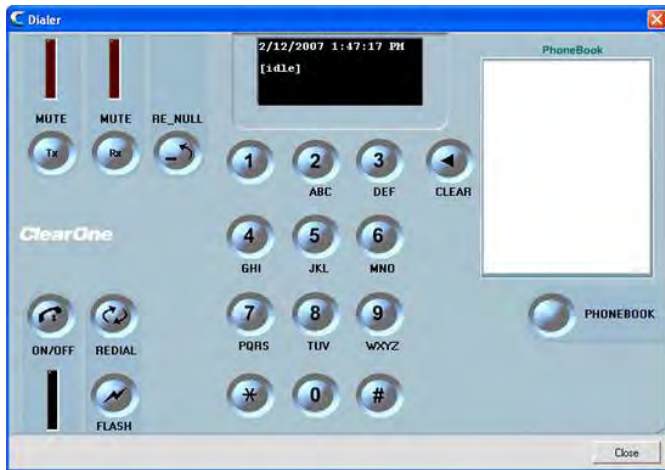 Dialer
2/12/2007 1:47:17 PM
[idle]
PhoneBook
MUTE MUTE RE_NULL
Tx Rx
1 2 3
ABC DEF CLEAR
ClearOne
4 5 6
GHI JKL MNO
7 8 9
PQRS TUV WXYZ
PHONEBOOK
ON/OFF REDIAL
* 0 #
FLASH
Close